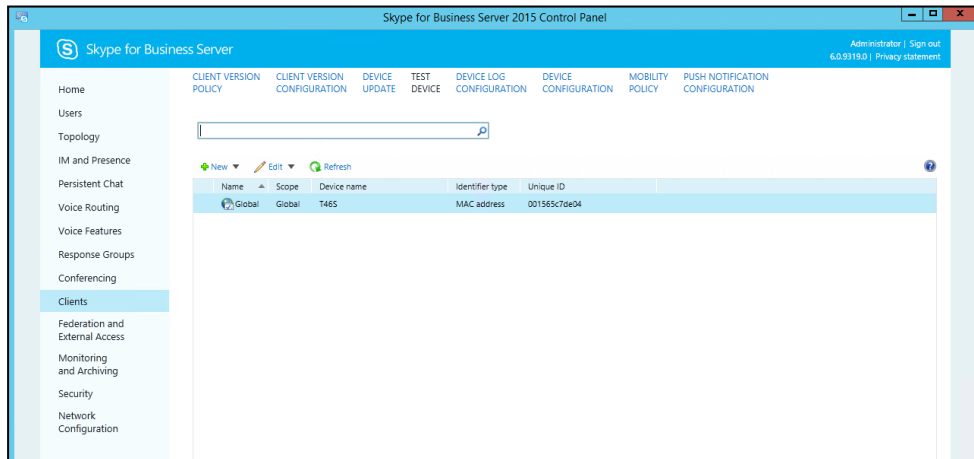 Skype for Business Server 2015 Control Panel
Skype for Business Server
Administrator | Sign out
6.0.9319.0 | Privacy statement
Home
Users
Topology
IM and Presence
Persistent Chat
Voice Routing
Voice Features
Response Groups
Conferencing
Clients
Federation and
External Access
Monitoring
and Archiving
Security
Network
Configuration
CLIENT VERSION POLICY
CLIENT VERSION CONFIGURATION
DEVICE UPDATE
TEST DEVICE
DEVICE LOG CONFIGURATION
DEVICE CONFIGURATION
MOBILITY POLICY
PUSH NOTIFICATION CONFIGURATION
New Edit Refresh
Name Scope Device name Identifier type Unique ID
Global Global T46S MAC address 001565c7de04